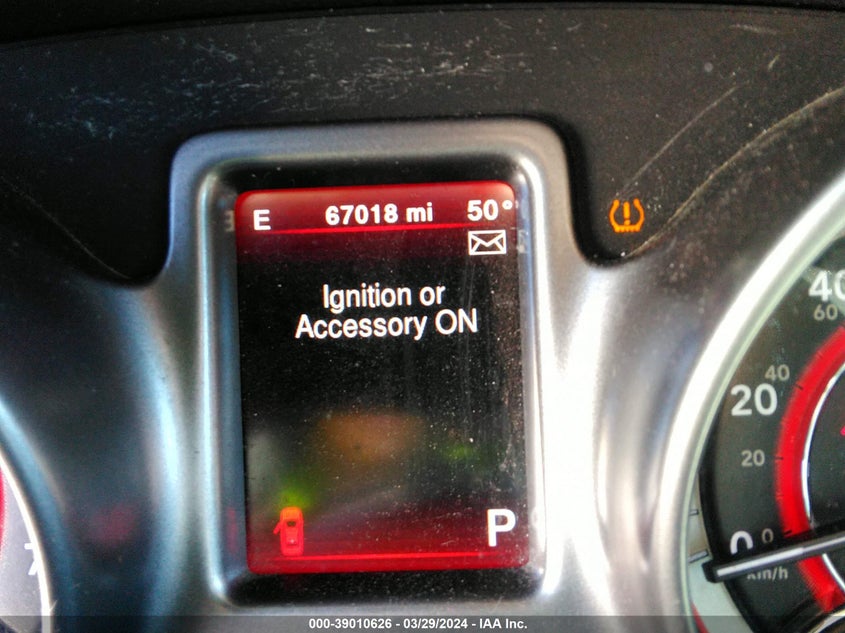 E 67018 mi 50°
Ignition or
Accessory ON
P
40
60
40
20
20
0 0
km/h
7
000-39010626 - 03/29/2024 - IAA Inc.